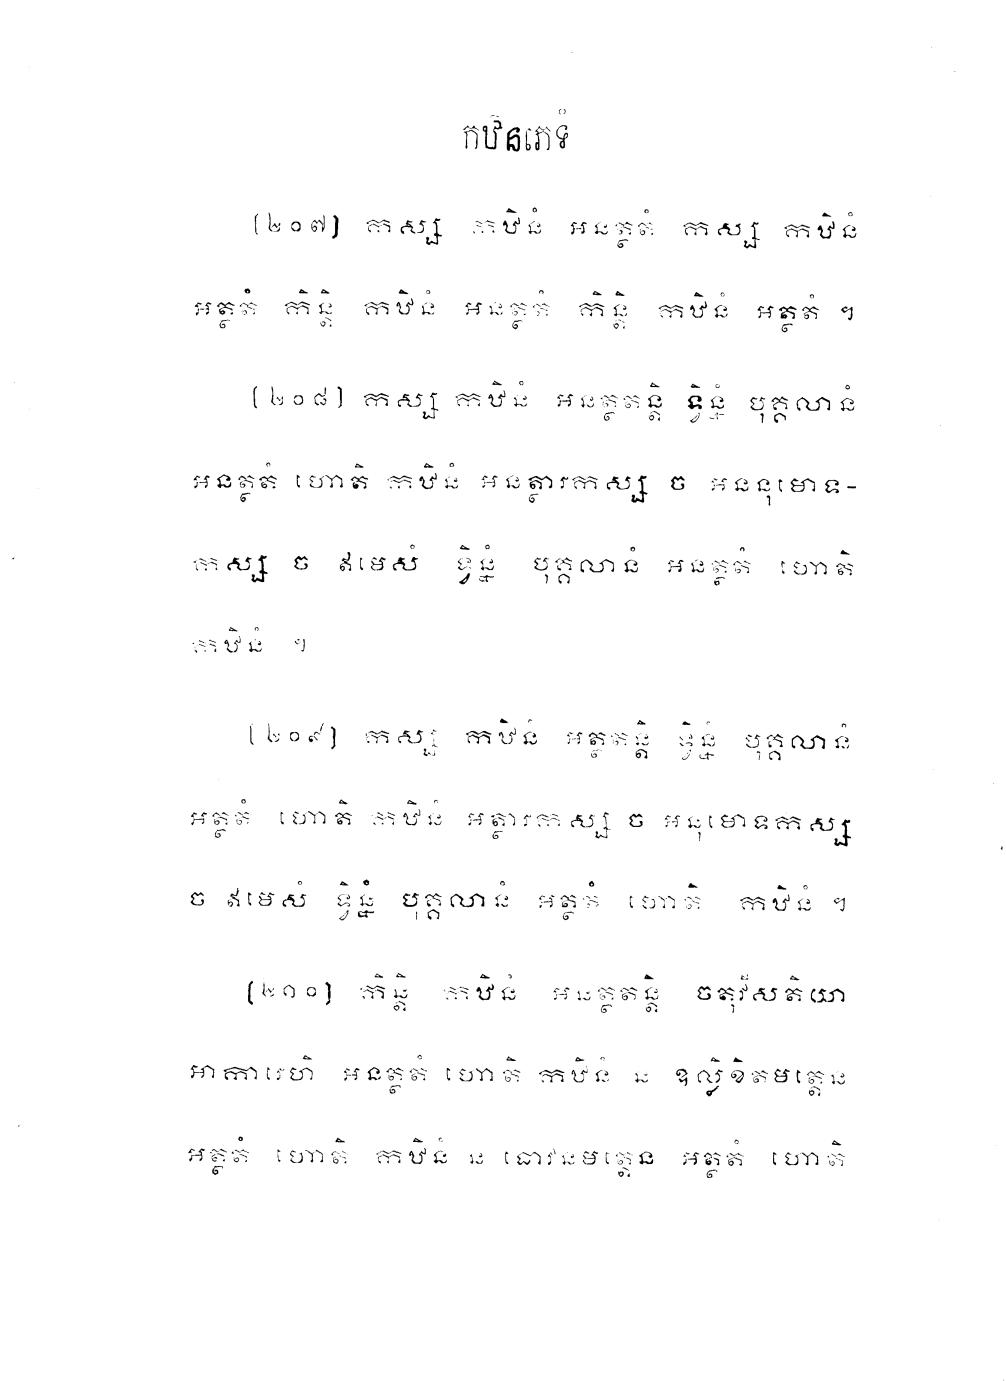 កឋិនភេទំ
(២០៧) កស្ស កឋិនំ អនត្ថតំ កស្ស កឋិនំ
អត្ថតំ កិន្តិ កឋិនំ អនត្ថតំ កិន្តិ កឋិនំ អត្ថតំ ។
(២០៨) កស្ស កឋិនំ អនត្ថតន្តិ ទ្វិន្នំ បុគ្គលានំ
អនត្ថតំ ហោតិ កឋិនំ អនត្ថារកស្ស ច អននុមោទ-
កស្ស ច ឥមេសំ ទ្វិន្នំ បុគ្គលានំ អនត្ថតំ ហោតិ
កឋិនំ ។
(២០៩) កស្ស កឋិនំ អត្ថតន្តិ ទ្វិន្នំ បុគ្គលានំ
អត្ថតំ ហោតិ កឋិនំ អត្ថារកស្ស ច អនុមោទកស្ស
ច ឥមេសំ ទ្វិន្នំ បុគ្គលានំ អត្ថតំ ហោតិ កឋិនំ ។
(២១០) កិន្តិ កឋិនំ អនត្ថតន្តិ ចតុវីសតិយា
អាការេហិ អនត្ថតំ ហោតិ កឋិនំ ន ឧល្លិខិតមត្តេន
អត្ថតំ ហោតិ កឋិនំ ន ធោវនមត្តេន អត្ថតំ ហោតិ